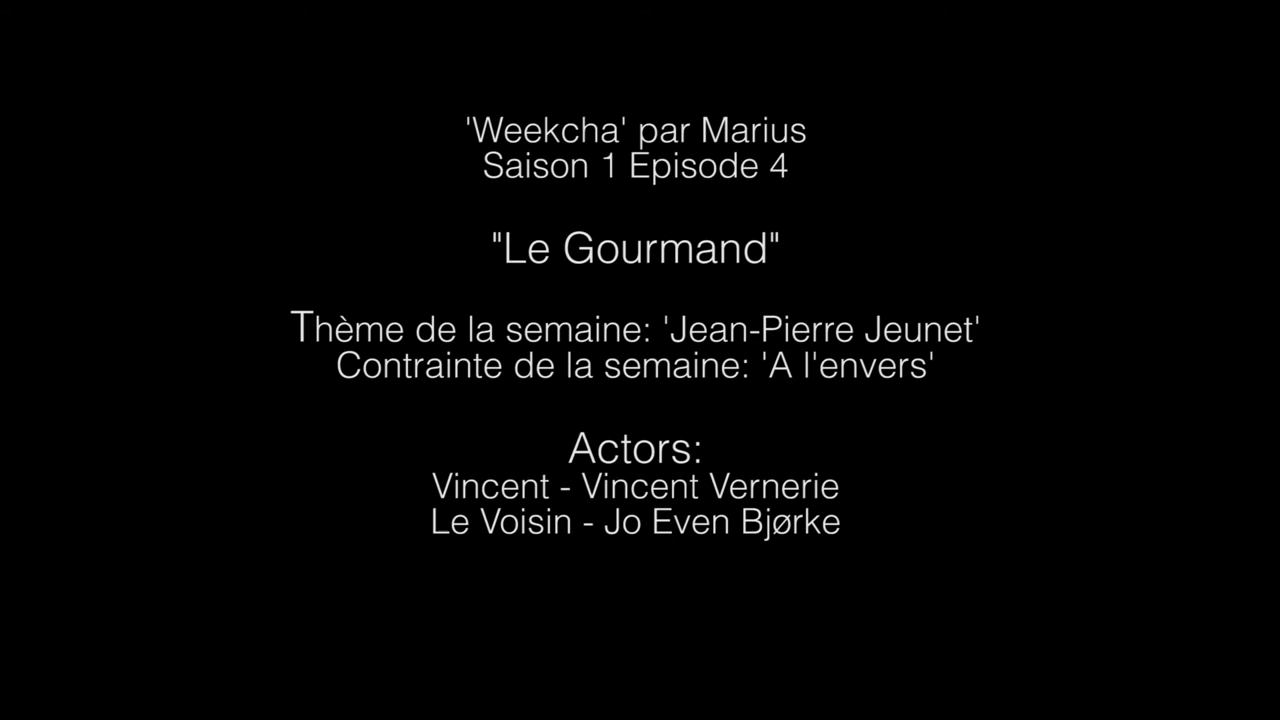 'Weekcha' par Marius
Saison 1 Episode 4
"Le Gourmand"
Thème de la semaine: 'Jean-Pierre Jeunet'
Contrainte de la semaine: 'A l'envers'
Actors:
Vincent - Vincent Vernerie
Le Voisin - Jo Even Bjørke